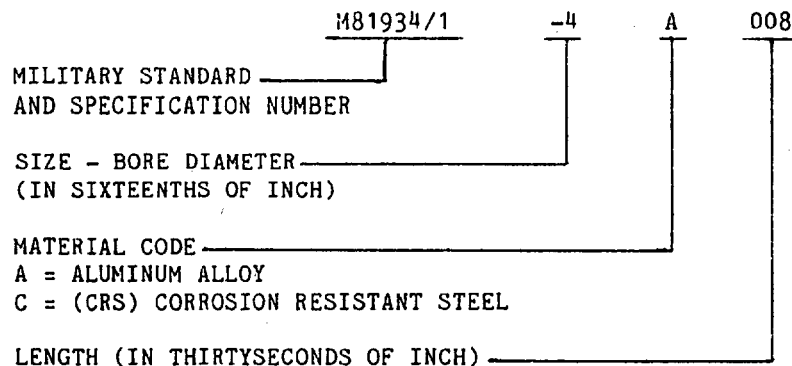 M81934/1 -4 A 008
MILITARY STANDARD
AND SPECIFICATION NUMBER
SIZE - BORE DIAMETER
(IN SIXTEENTHS OF INCH)
MATERIAL CODE
A = ALUMINUM ALLOY
C = (CRS) CORROSION RESISTANT STEEL
LENGTH (IN THIRTYSECONDS OF INCH)